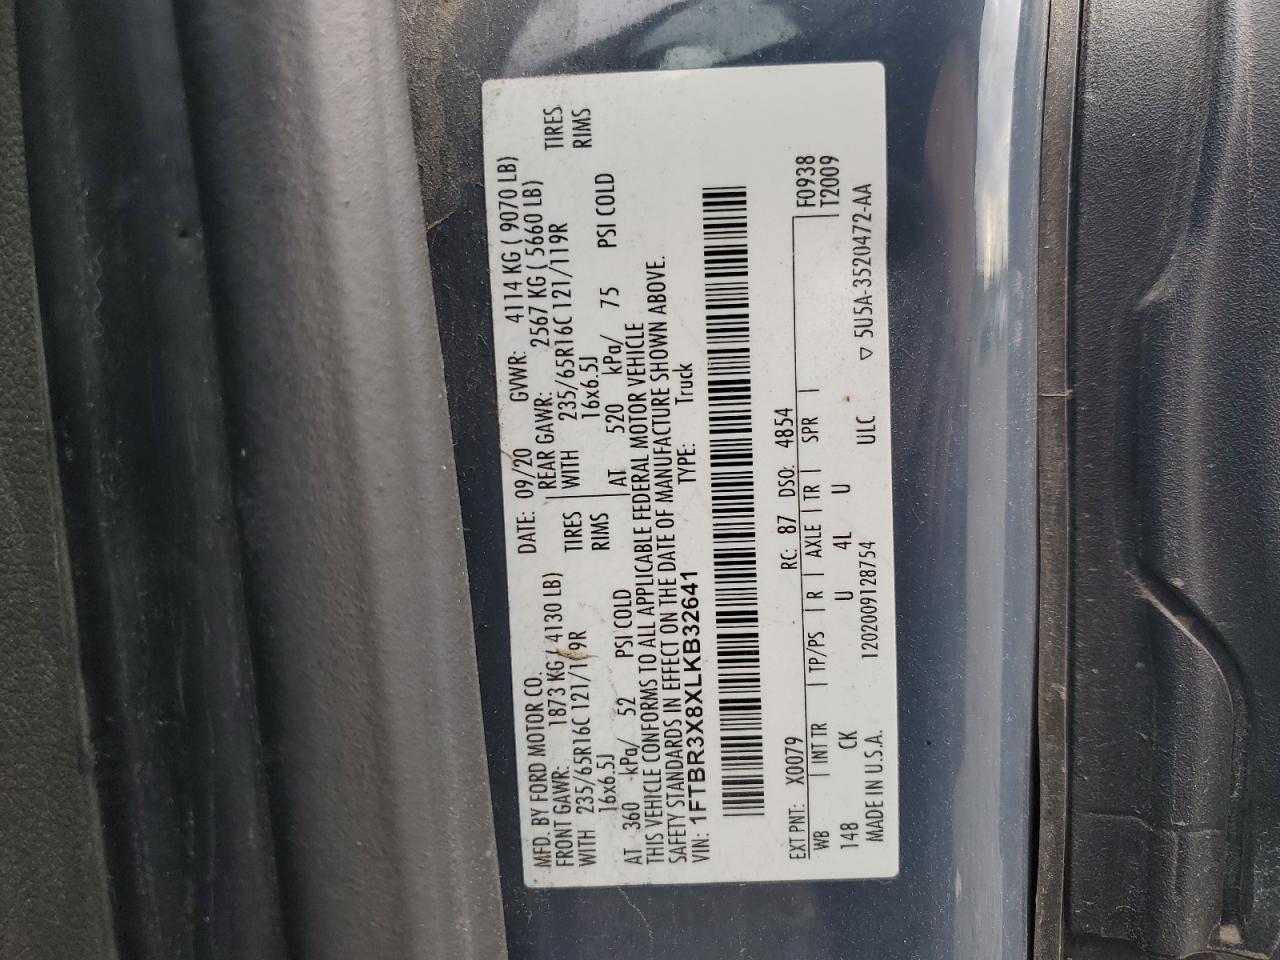 MFD. BY FORD MOTOR CO. DATE: 09/20 GVWR: 4114 KG ( 9070 LB)
FRONT GAWR: 1873 KG / 4130 LB) REAR GAWR: 2567 KG ( 5660 LB)
WITH 235/65R16C 121/119R TIRES WITH 235/65R16C 121/119R TIRES
16x6.5J RIMS 16x6.5J RIMS
AT 360 kPa/ 52 PSI COLD AT 520 kPa/ 75 PSI COLD
THIS VEHICLE CONFORMS TO ALL APPLICABLE FEDERAL MOTOR VEHICLE
SAFETY STANDARDS IN EFFECT ON THE DATE OF MANUFACTURE SHOWN ABOVE.
VIN: 1FTBR3X8XLKB32641 TYPE: Truck
EXT PNT: X0079 RC: 87 DSO: 4854 F0938
WB INT TR TP/PS R AXLE TR SPR T2009
148 CK U 4L U
MADE IN U.S.A. 1202009128754 ULC ▽ 5U5A-3520472-AA